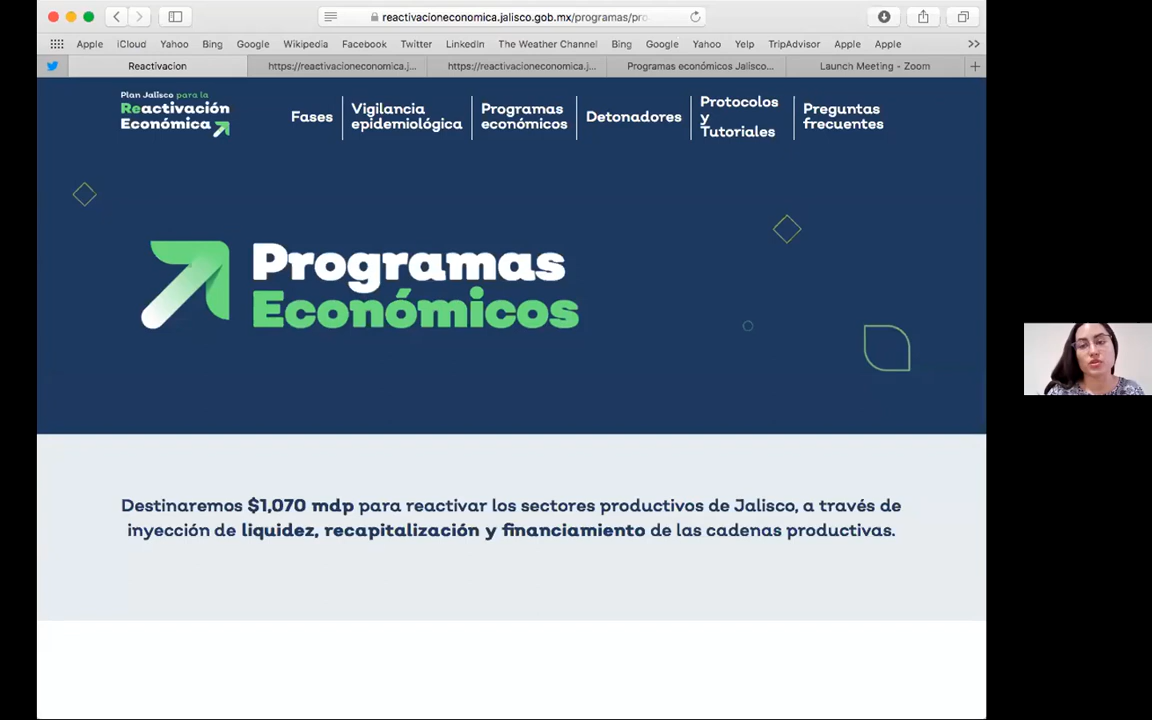 reactivacioneconomica.jalisco.gob.mx/programas/pro
Apple iCloud Yahoo Bing Google Wikipedia Facebook Twitter Linkedin The Weather Channel Bing Google Yahoo Yelp TripAdvisor Apple Apple
Reactivacion https://reactivacioneconomica.j... https://reactivacioneconomica.j... Programas económicos Jalisco... Launch Meeting - Zoom
Plan Jalisco para la
Reactivación
Económica
Fases
Vigilancia
epidemiológica
Programas
económicos
Detonadores
Protocolos
y
Tutoriales
Preguntas
frecuentes
Programas
Económicos
Destinaremos $1,070 mdp para reactivar los sectores productivos de Jalisco, a través de
inyección de liquidez, recapitalización y financiamiento de las cadenas productivas.